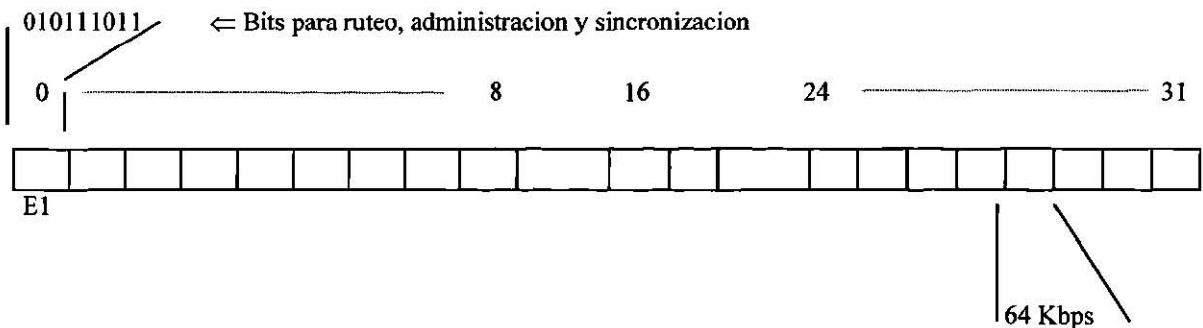 010111011 ⇐ Bits para ruteo, administracion y sincronizacion
0 8 16 24 31
E1
64 Kbps